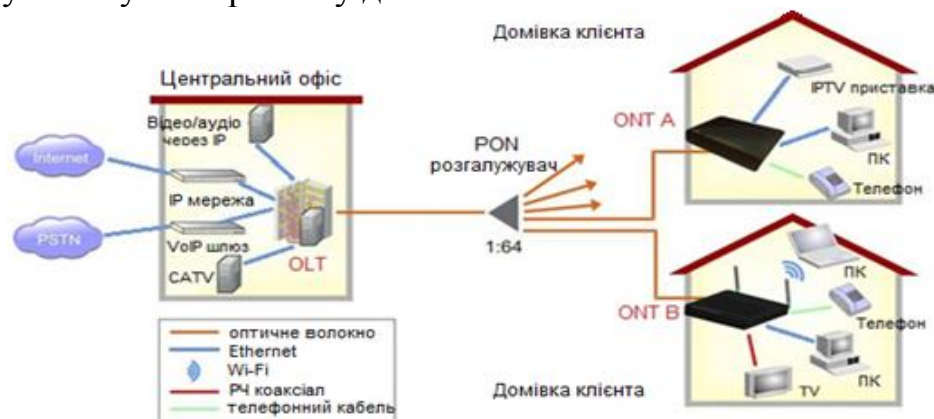 Домівка клієнта
Центральний офіс
Відео/аудіо
через IP
Internet
IP мережа
PSTN
VoIP шлюз
CATV
OLT
PON
розгалужувач
1:64
ONT A
IPTV приставка
ПК
Телефон
ONT B
ПК
Телефон
ПК
TV
Домівка клієнта
оптичне волокно
Ethernet
Wi-Fi
РЧ коаксіал
телефонний кабель